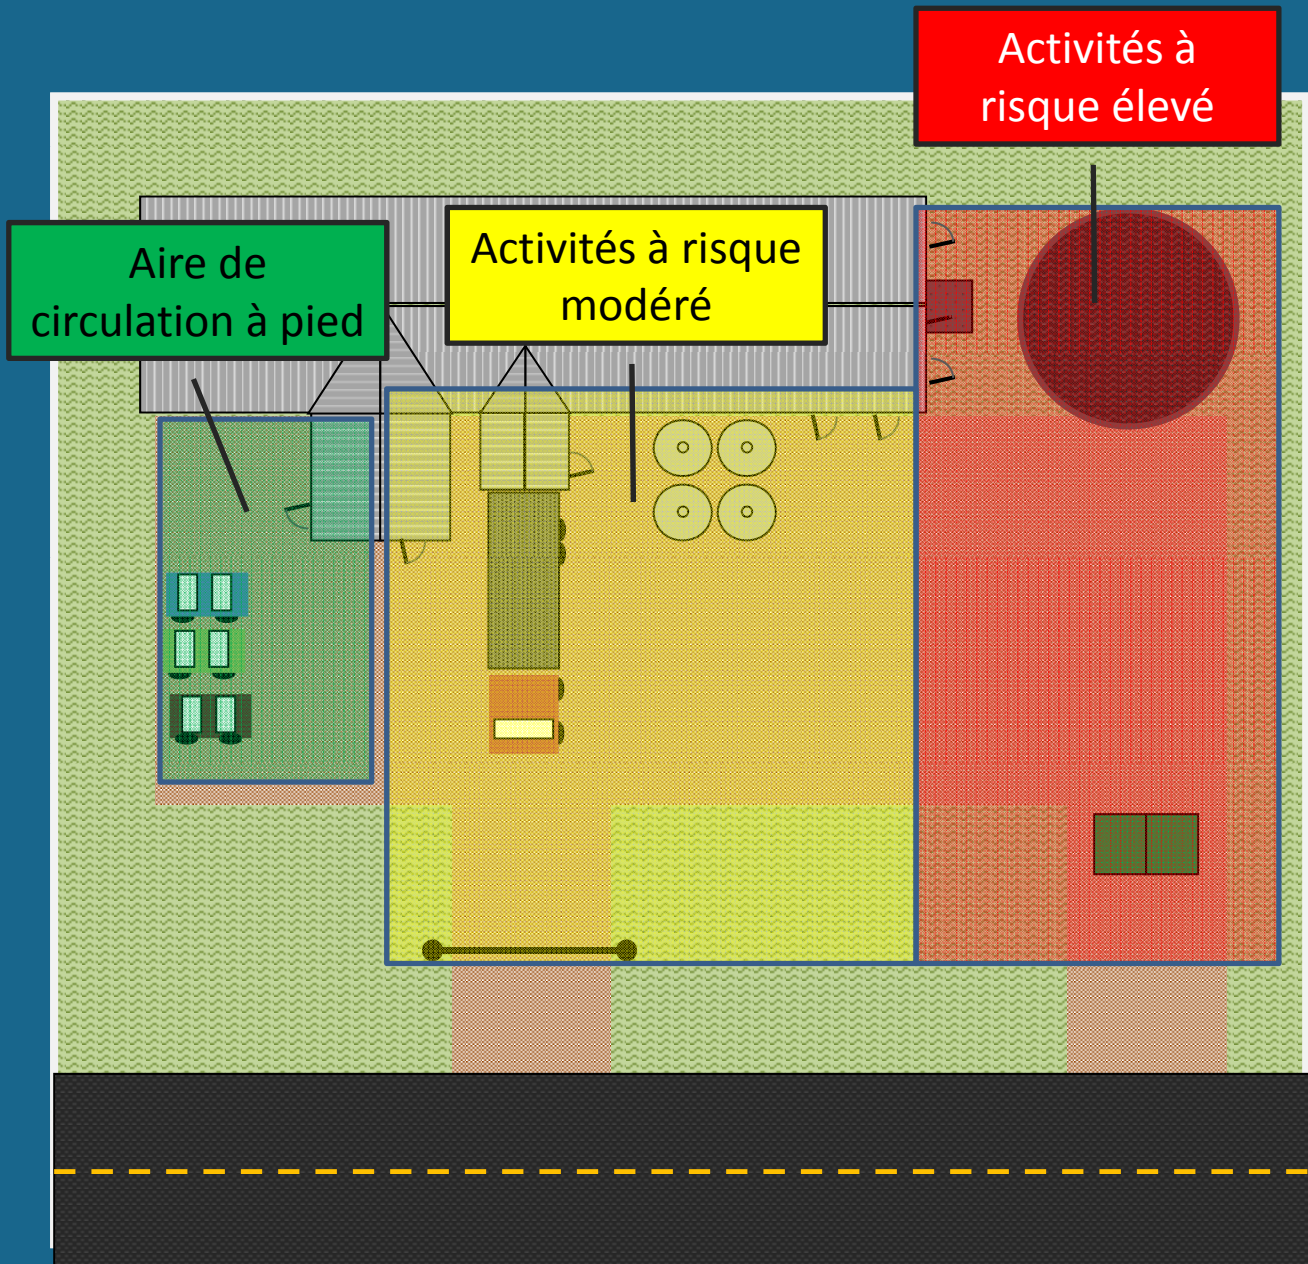 Activités à
risque élevé
Aire de
circulation à pied
Activités à risque
modéré